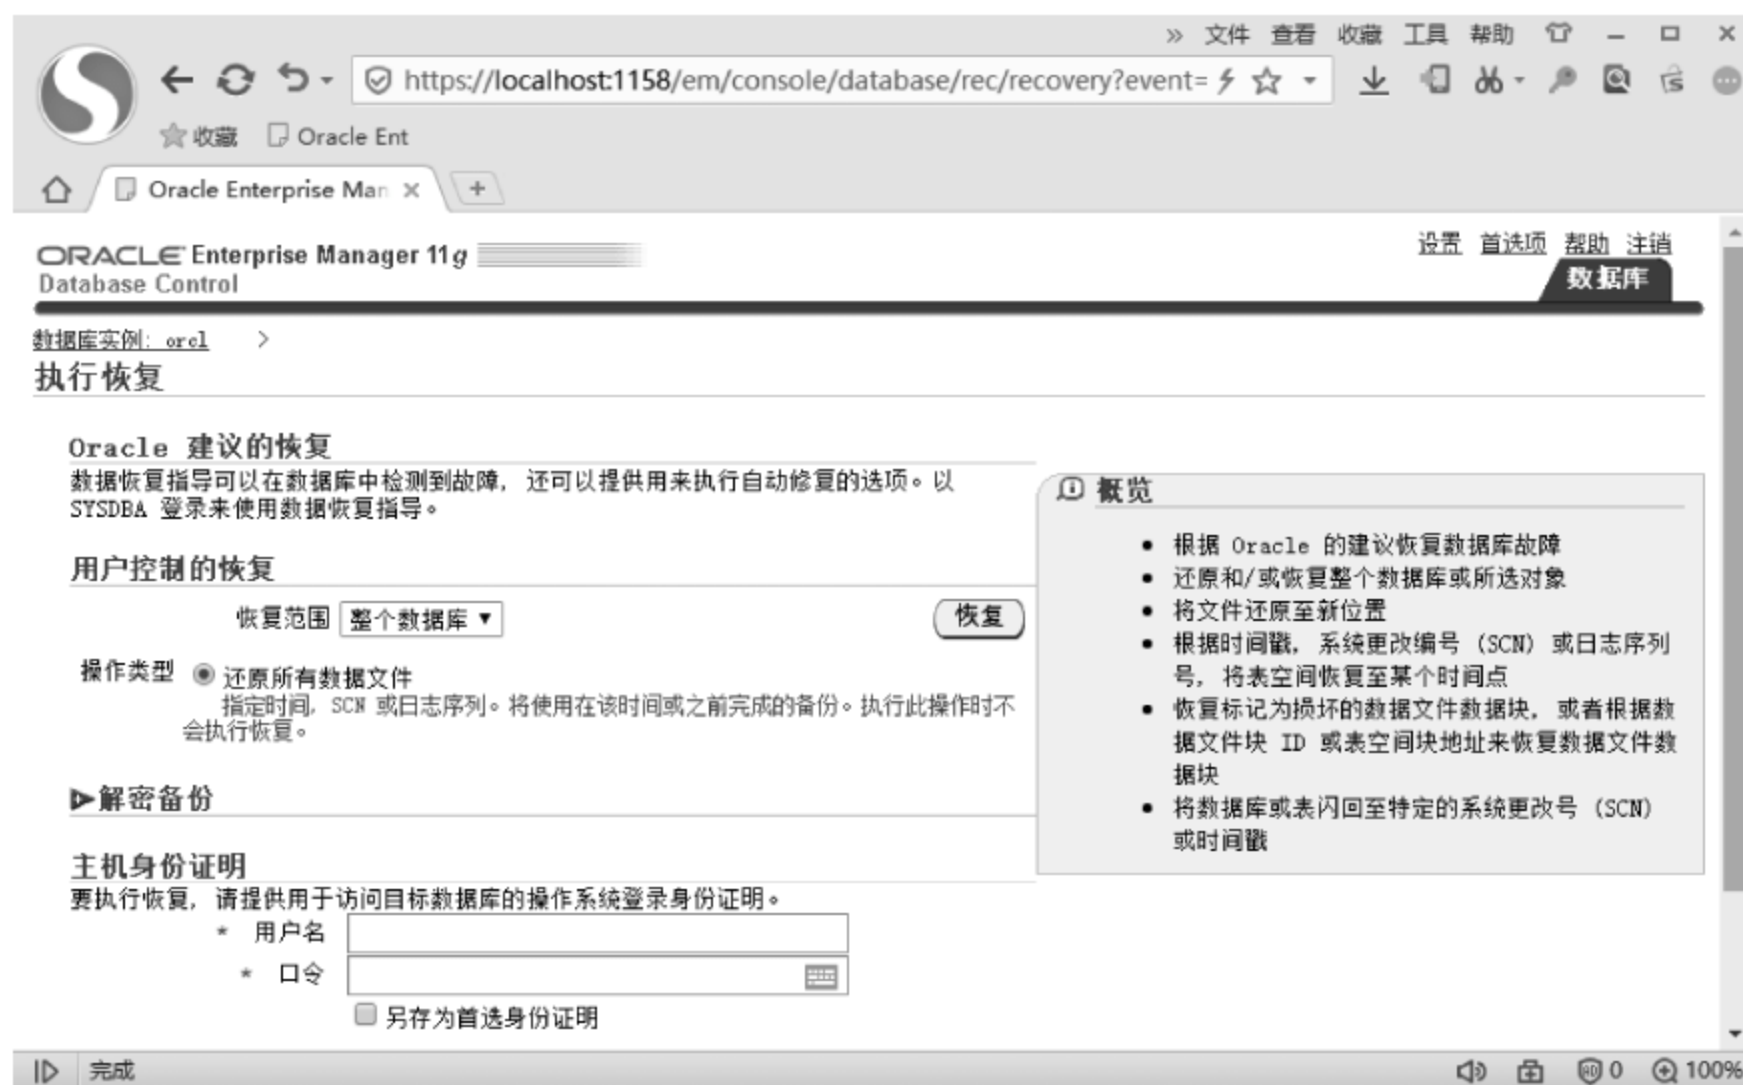 » 文件 查看 收藏 工具 帮助
https://localhost:1158/em/console/database/rec/recovery?event=
收藏 Oracle Ent
Oracle Enterprise Man
ORACLE Enterprise Manager 11g
Database Control
设置 首选项 帮助 注销
数据库
数据库实例: orcl >
执行恢复
Oracle 建议的恢复
数据恢复指导可以在数据库中检测到故障, 还可以提供用来执行自动修复的选项。以
SYSDBA 登录来使用数据恢复指导。
用户控制的恢复
恢复范围 整个数据库 恢复
操作类型 还原所有数据文件
指定时间, SCN 或日志序列。将使用在该时间或之前完成的备份。执行此操作时不
会执行恢复。
解密备份
主机身份证明
要执行恢复, 请提供用于访问目标数据库的操作系统登录身份证明。
* 用户名
* 口令
另存为首选身份证明
概览
• 根据 Oracle 的建议恢复数据库故障
• 还原和/或恢复整个数据库或所选对象
• 将文件还原至新位置
• 根据时间戳, 系统更改编号 (SCN) 或日志序列
号, 将表空间恢复至某个时间点
• 恢复标记为损坏的数据文件数据块, 或者根据数
据文件块 ID 或表空间块地址来恢复数据文件数
据块
• 将数据库或表闪回至特定的系统更改号 (SCN)
或时间戳
完成
0 100%